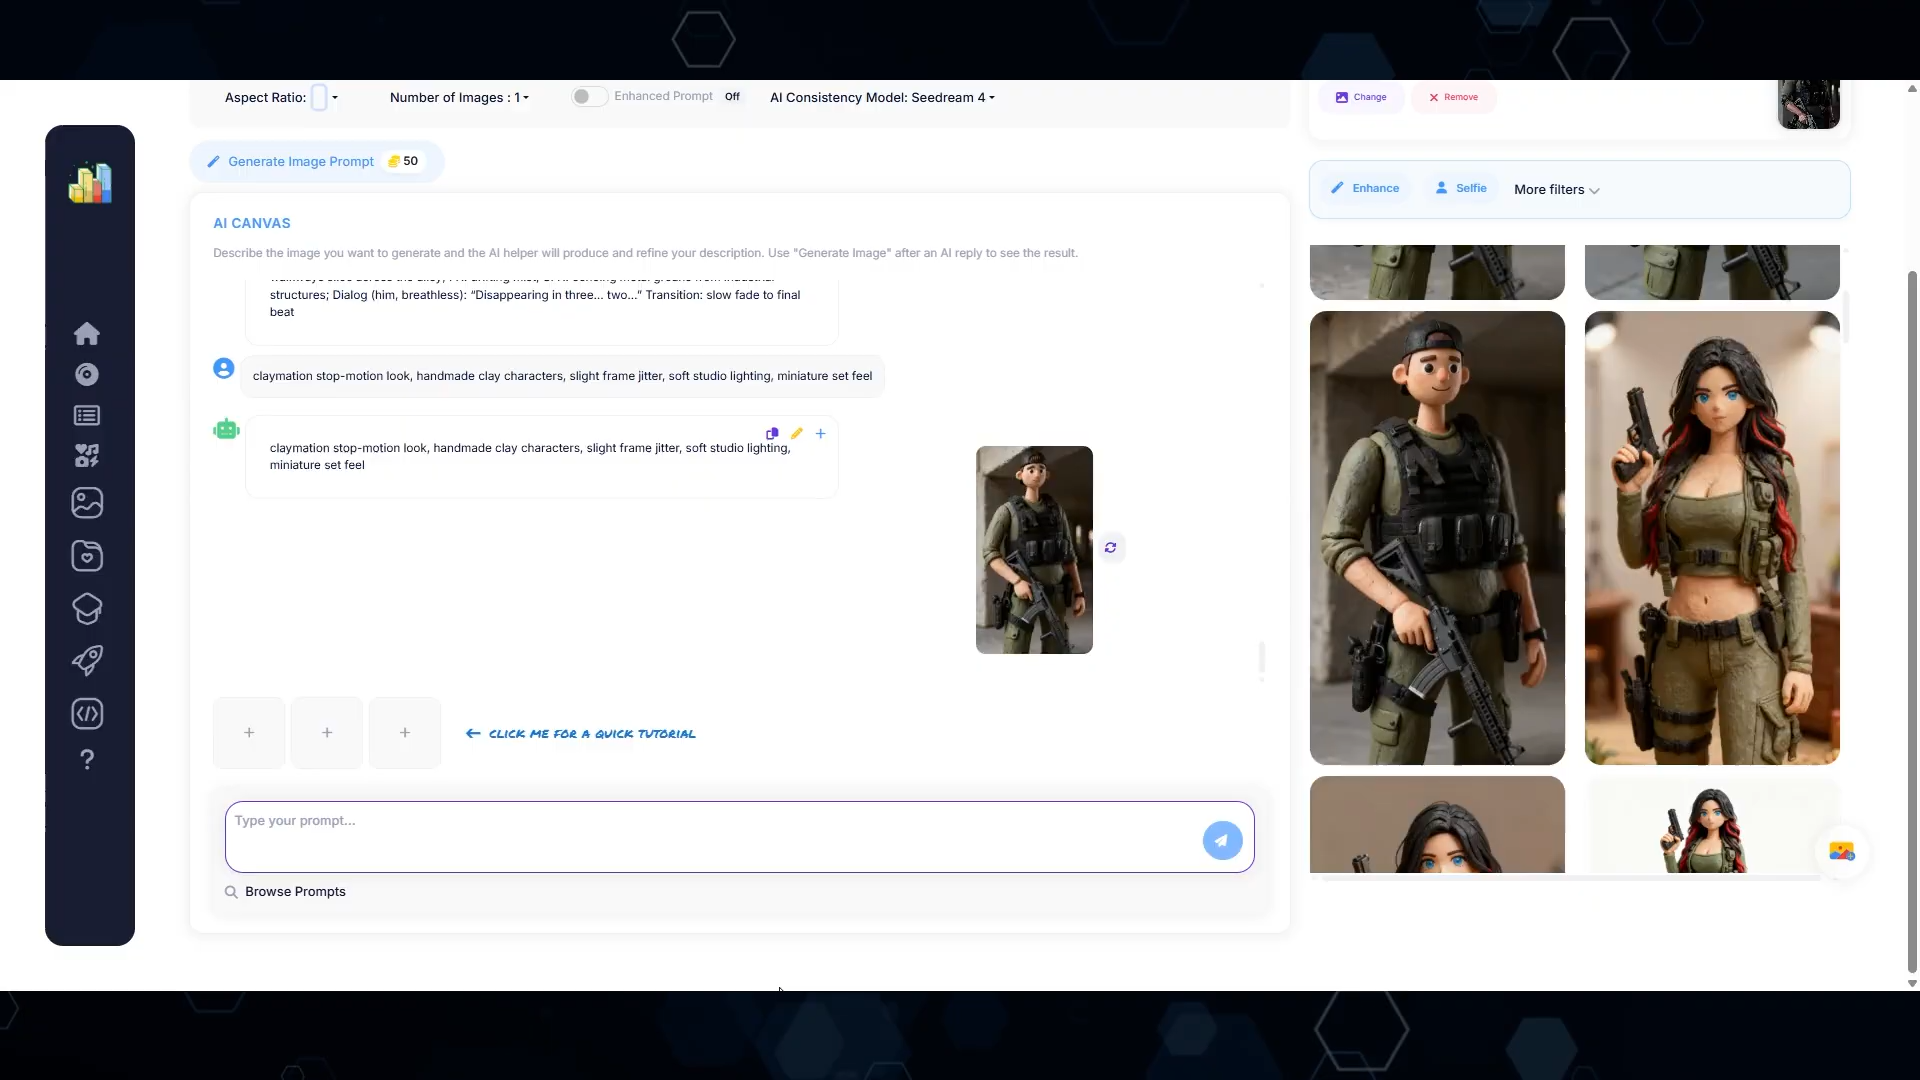 Aspect Ratio:
Number of Images : 1
Enhanced Prompt Off
AI Consistency Model: Seedream 4
Change
Remove
Generate Image Prompt 50
Enhance
Selfie
More filters
AI CANVAS
Describe the image you want to generate and the AI helper will produce and refine your description. Use "Generate Image" after an AI reply to see the result.
structures; Dialog (him, breathless): “Disappearing in three... two...” Transition: slow fade to final
beat
claymation stop-motion look, handmade clay characters, slight frame jitter, soft studio lighting, miniature set feel
claymation stop-motion look, handmade clay characters, slight frame jitter, soft studio lighting,
miniature set feel
CLICK ME FOR A QUICK TUTORIAL
Type your prompt...
Browse Prompts